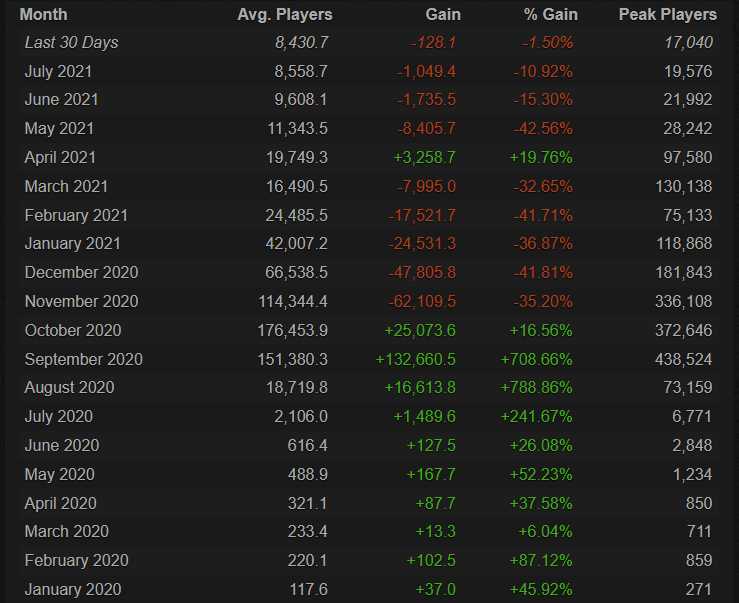 Month Avg. Players Gain % Gain Peak Players
Last 30 Days 8,430.7 -128.1 -1.50% 17,040
July 2021 8,558.7 -1,049.4 -10.92% 19,576
June 2021 9,608.1 -1,735.5 -15.30% 21,992
May 2021 11,343.5 -8,405.7 -42.56% 28,242
April 2021 19,749.3 +3,258.7 +19.76% 97,580
March 2021 16,490.5 -7,995.0 -32.65% 130,138
February 2021 24,485.5 -17,521.7 -41.71% 75,133
January 2021 42,007.2 -24,531.3 -36.87% 118,868
December 2020 66,538.5 -47,805.8 -41.81% 181,843
November 2020 114,344.4 -62,109.5 -35.20% 336,108
October 2020 176,453.9 +25,073.6 +16.56% 372,646
September 2020 151,380.3 +132,660.5 +708.66% 438,524
August 2020 18,719.8 +16,613.8 +788.86% 73,159
July 2020 2,106.0 +1,489.6 +241.67% 6,771
June 2020 616.4 +127.5 +26.08% 2,848
May 2020 488.9 +167.7 +52.23% 1,234
April 2020 321.1 +87.7 +37.58% 850
March 2020 233.4 +13.3 +6.04% 711
February 2020 220.1 +102.5 +87.12% 859
January 2020 117.6 +37.0 +45.92% 271